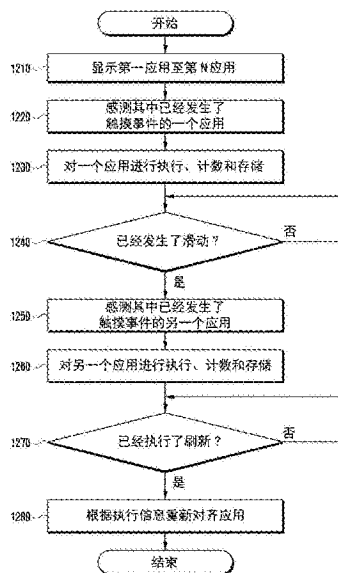 开始
1210
显示第一应用至第N应用
1220
感测其中已经发生了
触摸事件的一个应用
1230
对一个应用进行执行、计数和存储
1240
已经发生了滑动？
否
是
1250
感测其中已经发生了
触摸事件的另一个应用
1260
对另一个应用进行执行、计数和存储
1270
已经执行了刷新？
否
是
1280
根据执行信息重新对齐应用
结束